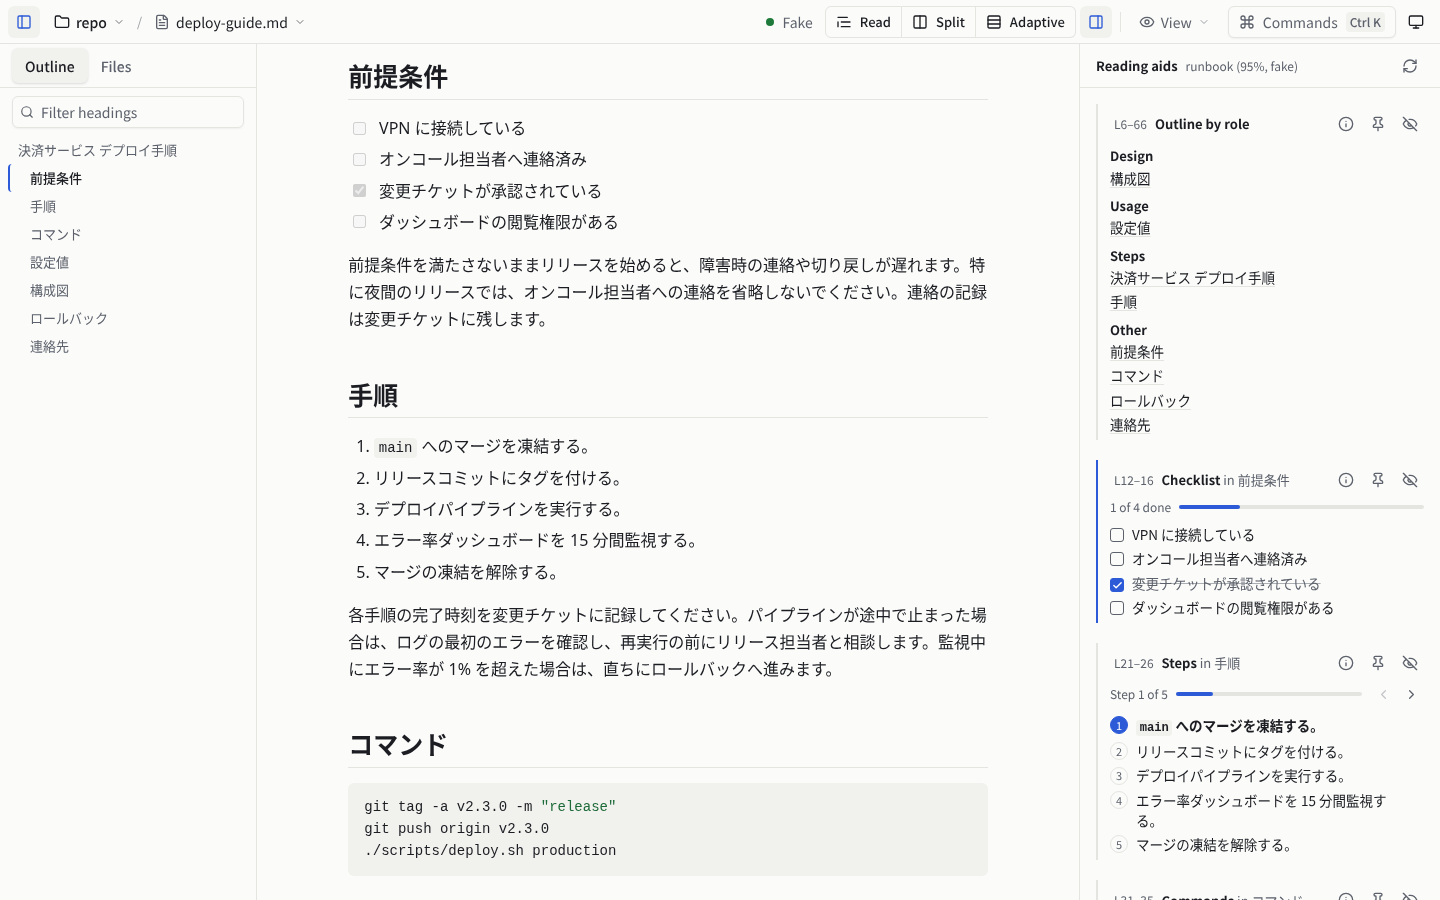 repo / deploy-guide.md
Fake
Read
Split
Adaptive
View
Commands Ctrl K
Outline
Files
Filter headings
決済サービス デプロイ手順
前提条件
手順
コマンド
設定値
構成図
ロールバック
連絡先
前提条件
VPN に接続している
オンコール担当者へ連絡済み
変更チケットが承認されている
ダッシュボードの閲覧権限がある
前提条件を満たさないままリリースを始めると、障害時の連絡や切り戻しが遅れます。特
に夜間のリリースでは、オンコール担当者への連絡を省略しないでください。連絡の記録
は変更チケットに残します。
手順
1. main へのマージを凍結する。
2. リリースコミットにタグを付ける。
3. デプロイパイプラインを実行する。
4. エラー率ダッシュボードを 15 分間監視する。
5. マージの凍結を解除する。
各手順の完了時刻を変更チケットに記録してください。パイプラインが途中で止まった場
合は、ログの最初のエラーを確認し、再実行の前にリリース担当者と相談します。監視中
にエラー率が 1% を超えた場合は、直ちにロールバックへ進みます。
コマンド
git tag -a v2.3.0 -m "release"
git push origin v2.3.0
./scripts/deploy.sh production
Reading aids runbook (95%, fake)
L6–66 Outline by role
Design
構成図
Usage
設定値
Steps
決済サービス デプロイ手順
手順
Other
前提条件
コマンド
ロールバック
連絡先
L12–16 Checklist in 前提条件
1 of 4 done
VPN に接続している
オンコール担当者へ連絡済み
変更チケットが承認されている
ダッシュボードの閲覧権限がある
L21–26 Steps in 手順
Step 1 of 5
1 main へのマージを凍結する。
2 リリースコミットにタグを付ける。
3 デプロイパイプラインを実行する。
4 エラー率ダッシュボードを 15 分間監視す
る。
5 マージの凍結を解除する。
Commands in コマンド